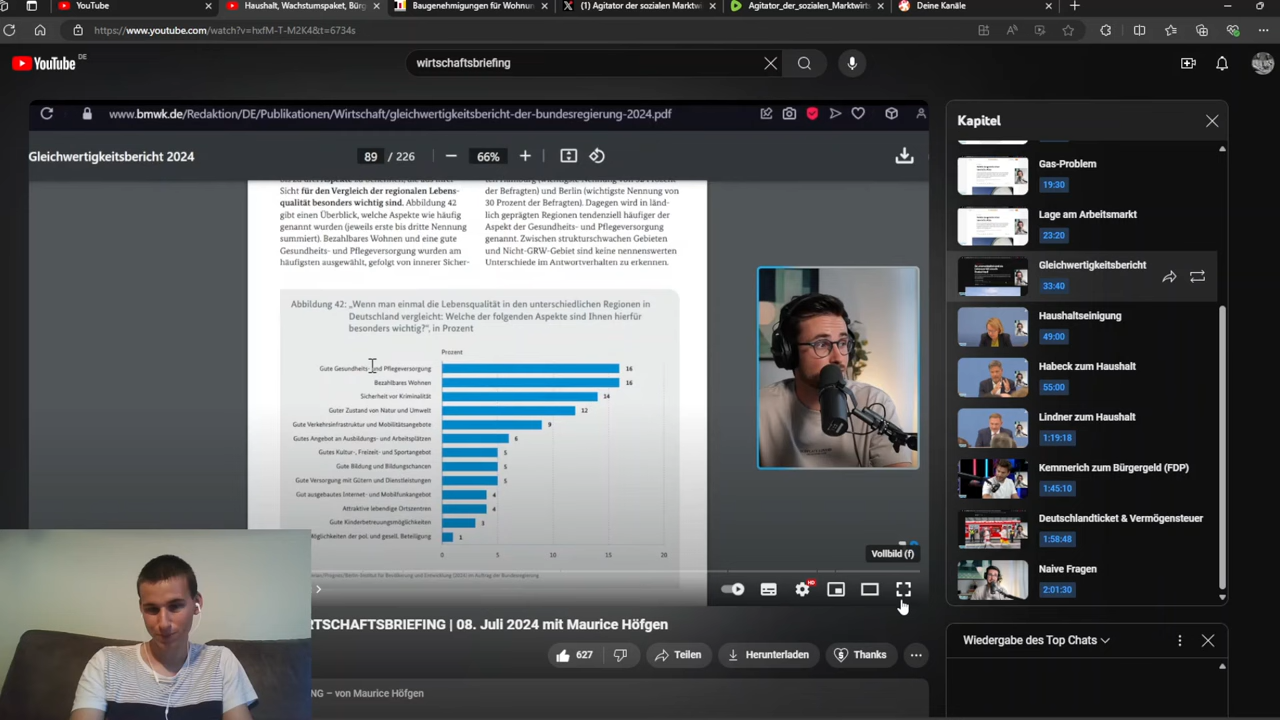 YouTube
Haushalt, Wachstumspaket, Bürg
Baugenehmigungen für Wohnun
(1) Agitator der sozialen Marktw
Agitator_der_sozialen_Marktwirt
Deine Kanäle
https://www.youtube.com/watch?v=hxfM-T-M2K4&t=6734s
YouTube DE
wirtschaftsbriefing
www.bmwk.de/Redaktion/DE/Publikationen/Wirtschaft/gleichwertigkeitsbericht-der-bundesregierung-2024.pdf
Gleichwertigkeitsbericht 2024
89 / 226
66%
Sicht für den Vergleich der regionalen Lebens-
qualität besonders wichtig sind. Abbildung 42
gibt einen Überblick, welche Aspekte wie häufig
genannt wurden (jeweils erste bis dritte Nennung
summiert). Bezahlbares Wohnen und eine gute
Gesundheits- und Pflegeversorgung wurden am
häufigsten ausgewählt, gefolgt von innerer Sicher-
der Befragten) und Berlin (wichtigste Nennung von
30 Prozent der Befragten). Dagegen wird in länd-
lich geprägten Regionen tendenziell häufiger der
Aspekt der Gesundheits- und Pflegeversorgung
genannt. Zwischen strukturschwachen Gebieten
und Nicht-GRW-Gebiet sind keine nennenswerten
Unterschiede im Antwortverhalten zu erkennen.
Abbildung 42: „Wenn man einmal die Lebensqualität in den unterschiedlichen Regionen in
Deutschland vergleicht: Welche der folgenden Aspekte sind Ihnen hierfür
besonders wichtig?“, in Prozent
Prozent
Gute Gesundheits- und Pflegeversorgung 16
Bezahlbares Wohnen 16
Sicherheit vor Kriminalität 14
Guter Zustand von Natur und Umwelt 12
Gute Verkehrsinfrastruktur und Mobilitätsangebote 9
Gutes Angebot an Ausbildungs- und Arbeitsplätzen 6
Gutes Kultur-, Freizeit- und Sportangebot 5
Gute Bildung und Bildungschancen 5
Gute Versorgung mit Gütern und Dienstleistungen 5
Gut ausgebautes Internet- und Mobilfunkangebot 4
Attraktive lebendige Ortszentren 4
Gute Kinderbetreuungsmöglichkeiten 3
öglichkeiten der pol. und gesell. Beteiligung 1
0 5 10 15 20
Institut für Bevölkerung und Entwicklung (2024) im Auftrag der Bundesregierung
Vollbild (f)
HD
RTSCHAFTSBRIEFING | 08. Juli 2024 mit Maurice Höfgen
627
Teilen
Herunterladen
Thanks
NG – von Maurice Höfgen
Kapitel
Gas-Problem
19:30
Lage am Arbeitsmarkt
23:20
Gleichwertigkeitsbericht
33:40
Haushaltseinigung
49:00
Habeck zum Haushalt
55:00
Lindner zum Haushalt
1:19:18
Kemmerich zum Bürgergeld (FDP)
1:45:10
Deutschlandticket & Vermögensteuer
1:58:48
Naive Fragen
2:01:30
Wiedergabe des Top Chats